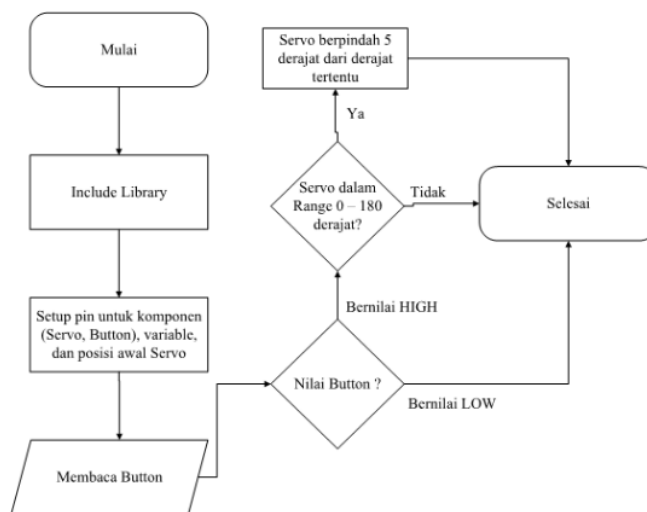 Mulai
Include Library
Setup pin untuk komponen
(Servo, Button), variable,
dan posisi awal Servo
Membaca Button
Nilai Button ?
Bernilai HIGH
Bernilai LOW
Servo dalam
Range 0 – 180
derajat?
Ya
Tidak
Servo berpindah 5
derajat dari derajat
tertentu
Selesai